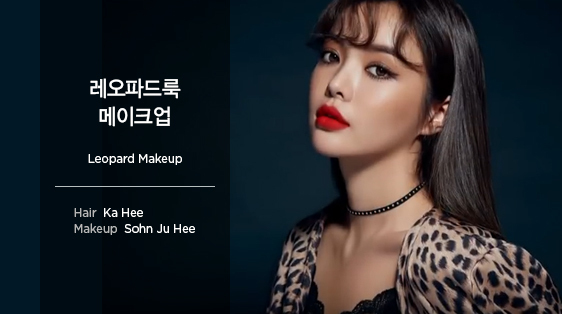 레오파드룩
메이크업
Leopard Makeup
Hair Ka Hee
Makeup Sohn Ju Hee